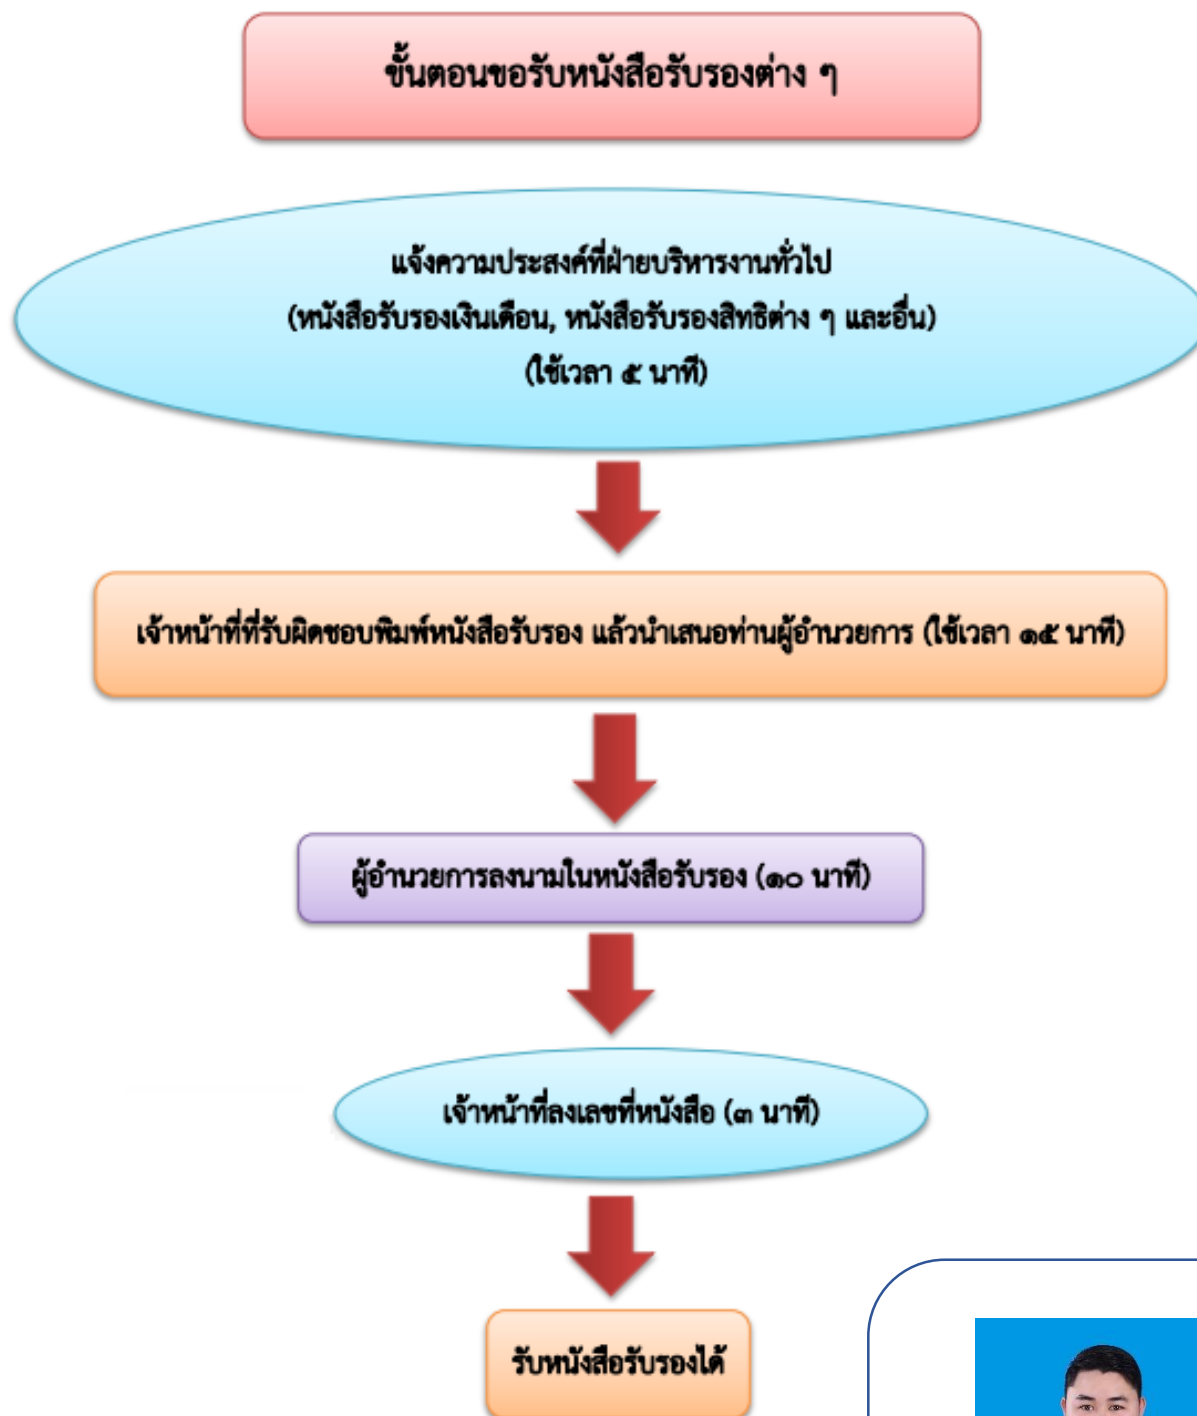 ขั้นตอนขอรับหนังสือรับรองต่าง ๆ
แจ้งความประสงค์ที่ฝ่ายบริหารงานทั่วไป
(หนังสือรับรองเงินเดือน, หนังสือรับรองสิทธิต่าง ๆ และอื่น)
(ใช้เวลา ๕ นาที)
เจ้าหน้าที่ที่รับผิดชอบพิมพ์หนังสือรับรอง แล้วนำเสนอท่านผู้อำนวยการ (ใช้เวลา ๑๕ นาที)
ผู้อำนวยการลงนามในหนังสือรับรอง (๑๐ นาที)
เจ้าหน้าที่ลงเลขที่หนังสือ (๓ นาที)
รับหนังสือรับรองได้